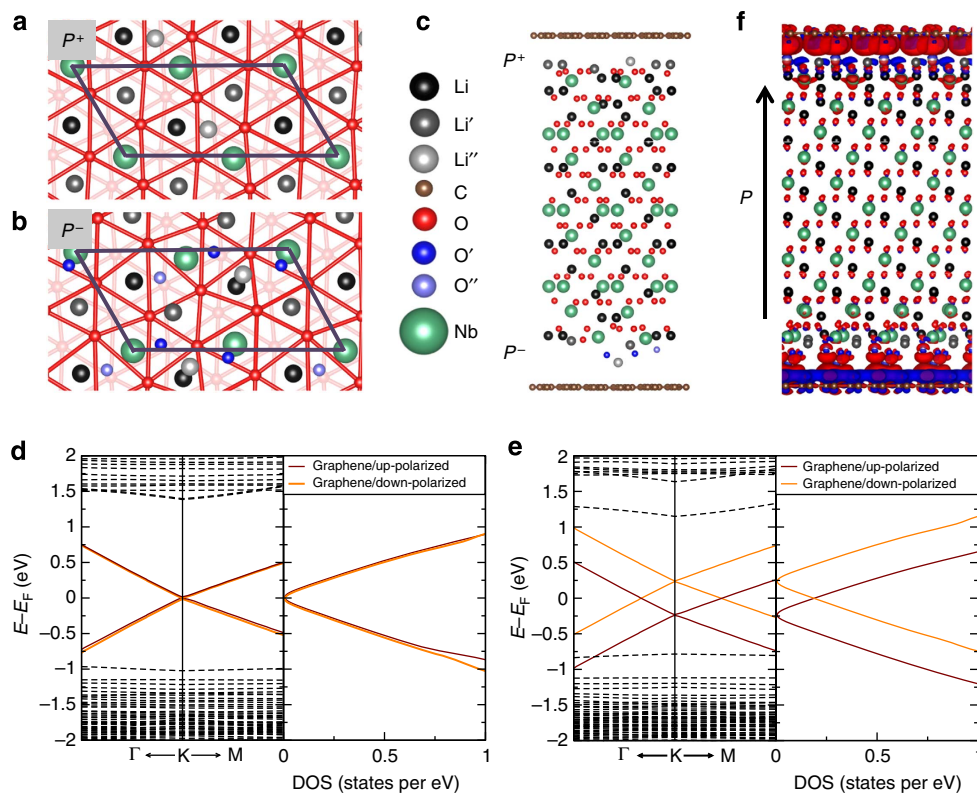 a
P+
b
P−
c
Li
Li′
Li″
C
O
O′
O″
Nb
P+
P−
f
P
d
Graphene/up-polarized
Graphene/down-polarized
E–EF (eV)
2
1.5
1
0.5
0
−0.5
−1
−1.5
−2
Γ ← K → M
0 0.5 1
DOS (states per eV)
e
Graphene/up-polarized
Graphene/down-polarized
E–EF (eV)
2
1.5
1
0.5
0
−0.5
−1
−1.5
−2
Γ ← K → M
0 0.5 1
DOS (states per eV)